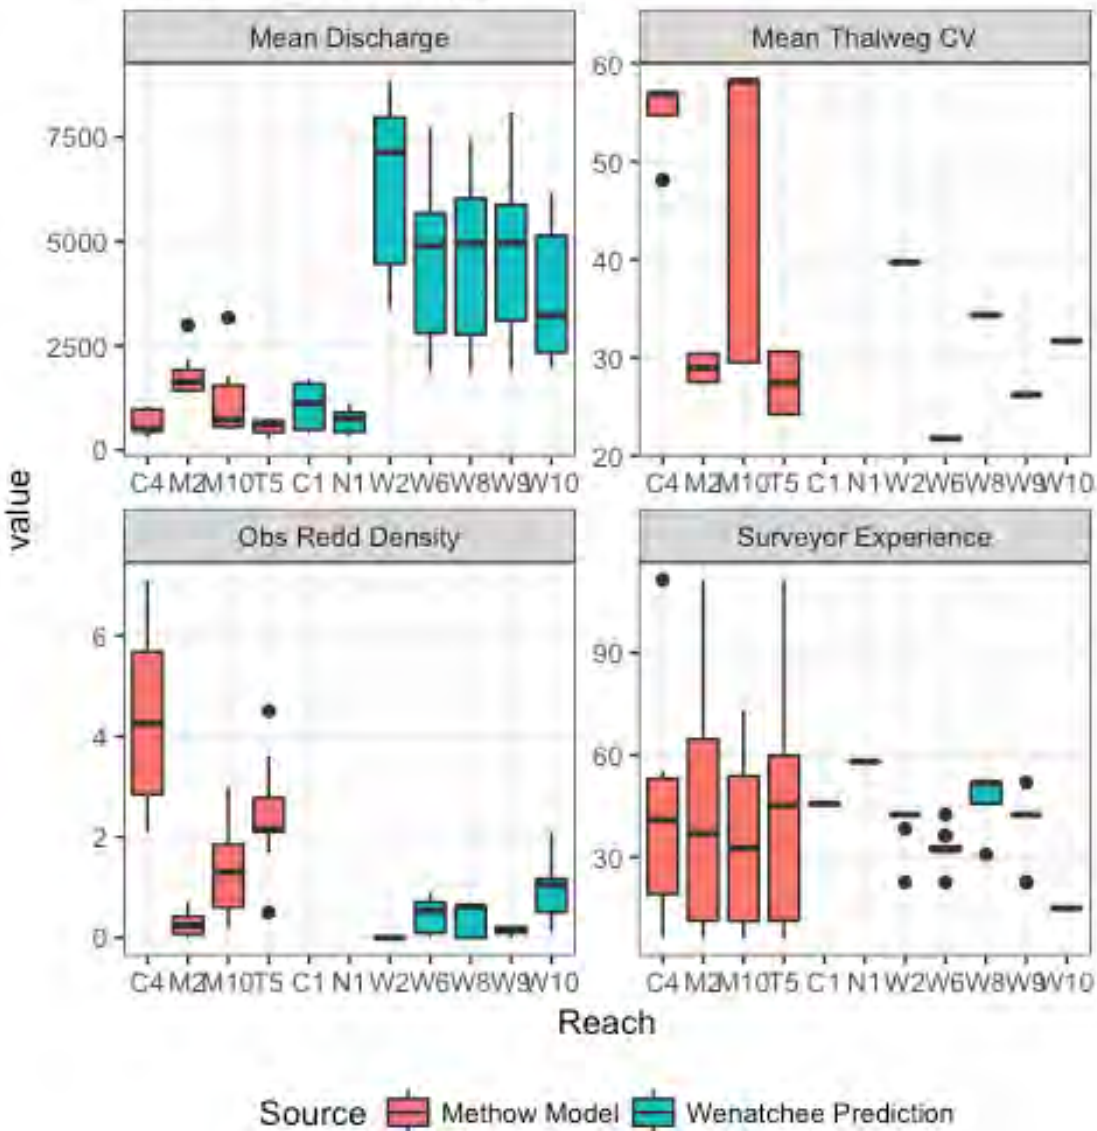 Mean Discharge
Mean Thalweg CV
7500
5000
2500
0
60
50
40
30
20
C4 M2 M10 T5 C1 N1 W2 W6 W8 W9 W10
C4 M2 M10 T5 C1 N1 W2 W6 W8 W9 W10
value
Obs Redd Density
Surveyor Experience
6
4
2
0
90
60
30
C4 M2 M10 T5 C1 N1 W2 W6 W8 W9 W10
C4 M2 M10 T5 C1 N1 W2 W6 W8 W9 W10
Reach
Source Methow Model Wenatchee Prediction